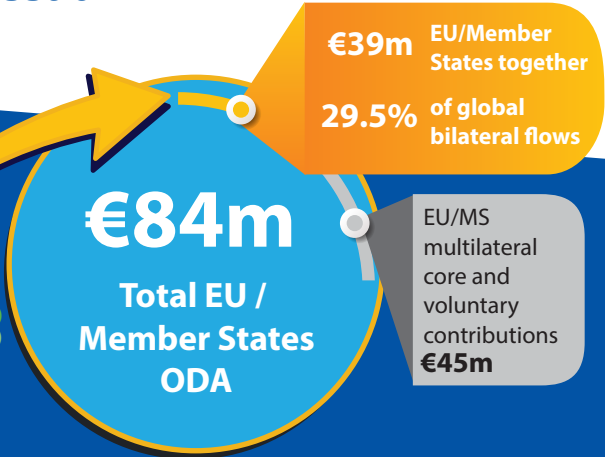 €39m
EU/Member
States together
29.5%
of global
bilateral flows
€84m
Total EU /
Member States
ODA
EU/MS
multilateral
core and
voluntary
contributions
€45m